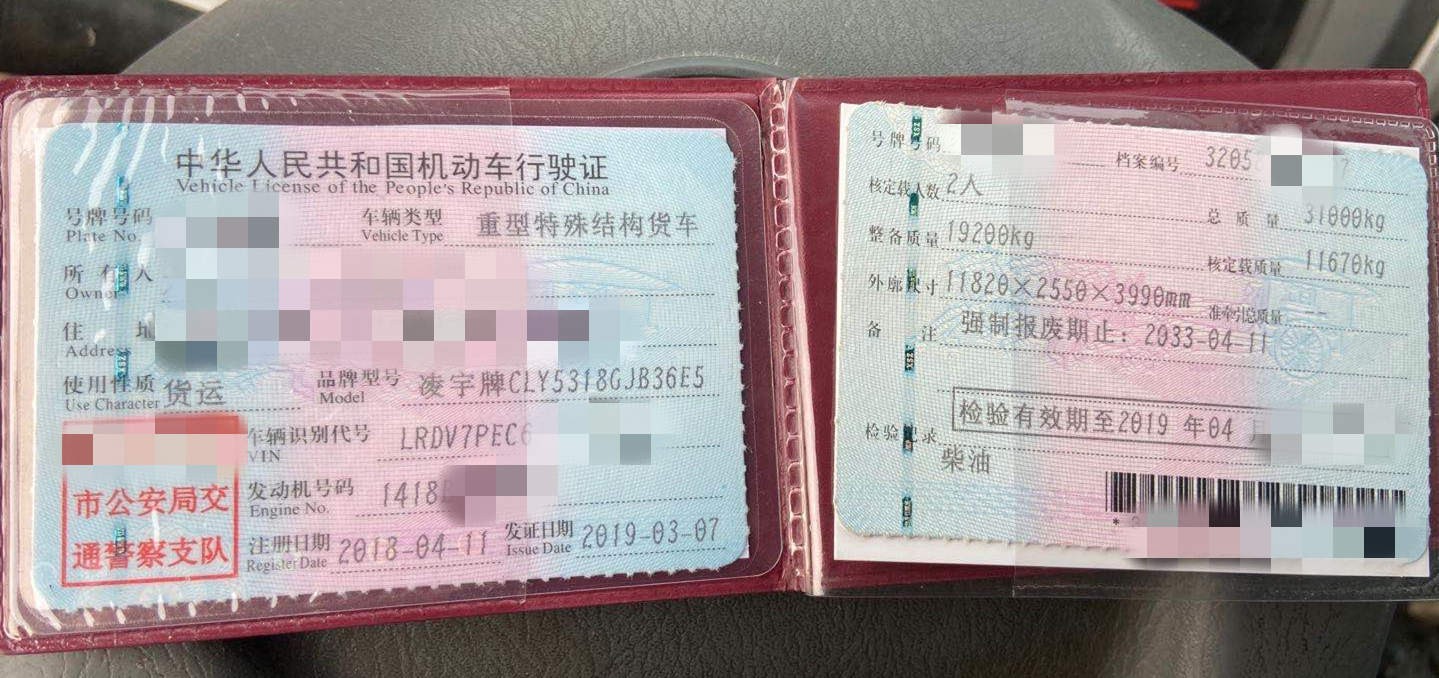 中华人民共和国机动车行驶证
Vehicle License of the People's Republic of China
号牌号码
Plate No.
车辆类型
Vehicle Type
重型特殊结构货车
所有人
Owner
住 址
Address
使用性质
Use Character
货运
品牌型号
Model
凌宇牌CLY5318GJB36E5
车辆识别代号
VIN
LRDV7PEC6
发动机号码
Engine No.
1418
市公安局交
通警察支队
注册日期
Register Date
2018-04-11
发证日期
Issue Date
2019-03-07
号牌号码
档案编号 3205
核定载人数 2人
总质量 31000kg
整备质量 19200kg
核定载质量 11670kg
外廓尺寸 11820×2550×3990mm
准牵引总质量 --
备 注 强制报废期止：2033-04-11
检验有效期至2019 年04 月
检验记录
柴油